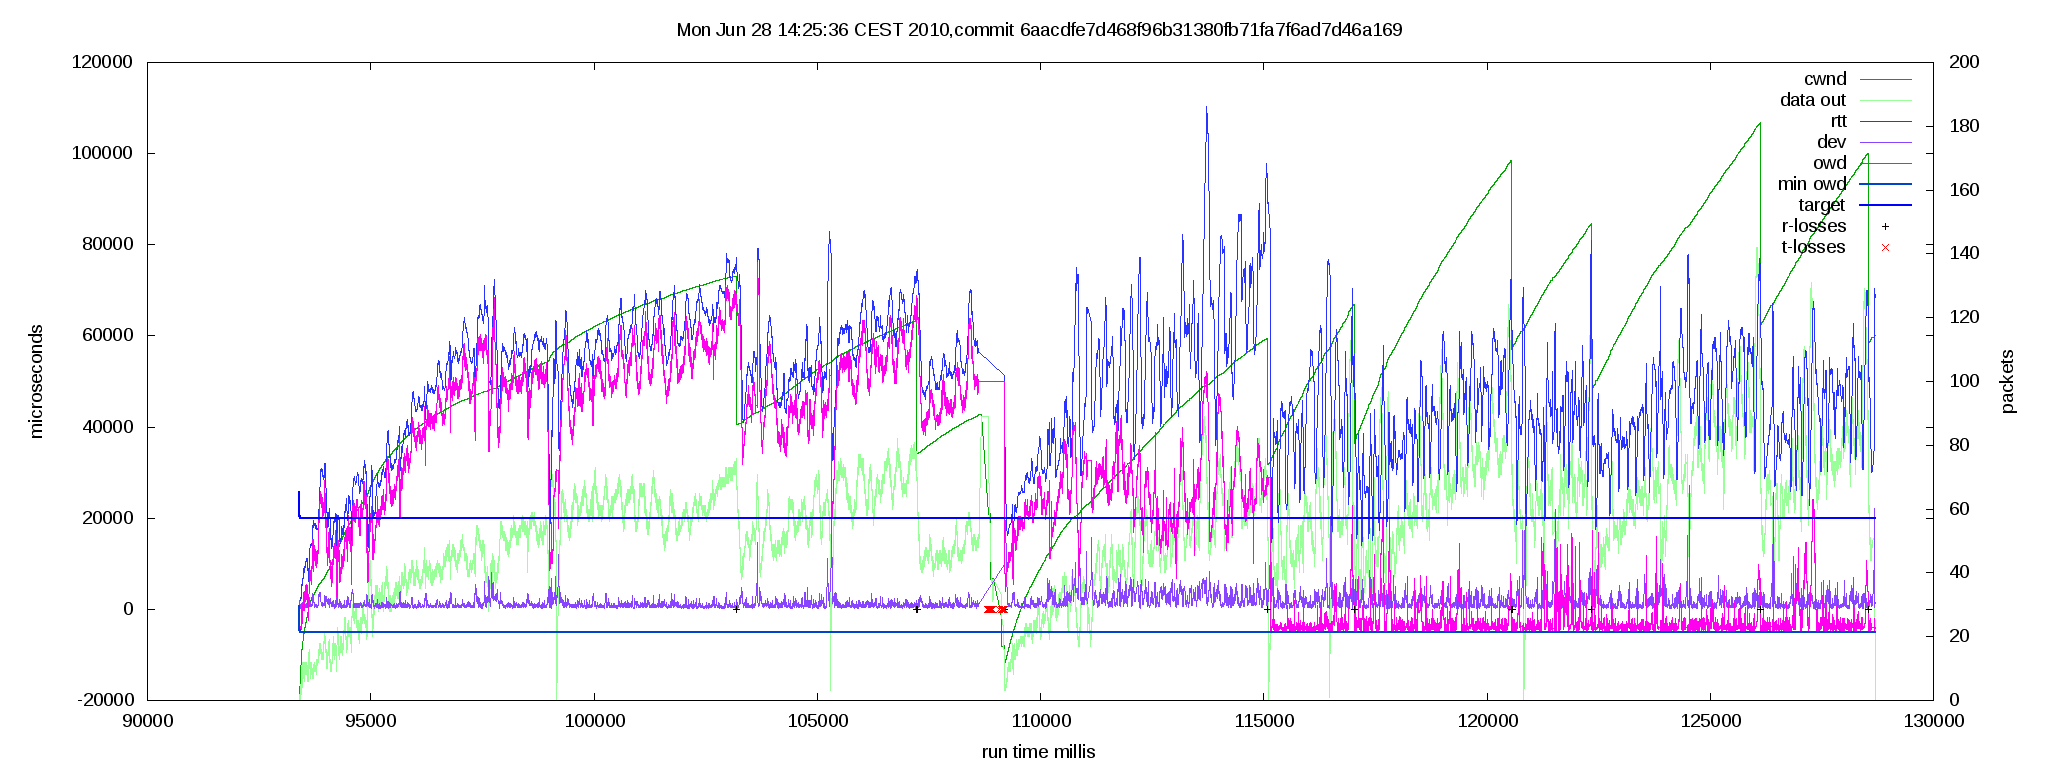 Mon Jun 28 14:25:36 CEST 2010,commit 6aacdfe7d468f96b31380fb71fa7f6ad7d46a169
120000
100000
80000
60000
40000
20000
0
-20000
microseconds
200
180
160
140
120
100
80
60
40
20
0
packets
cwnd
data out
rtt
dev
owd
min owd
target
r-losses
t-losses
90000 95000 100000 105000 110000 115000 120000 125000 130000
run time millis